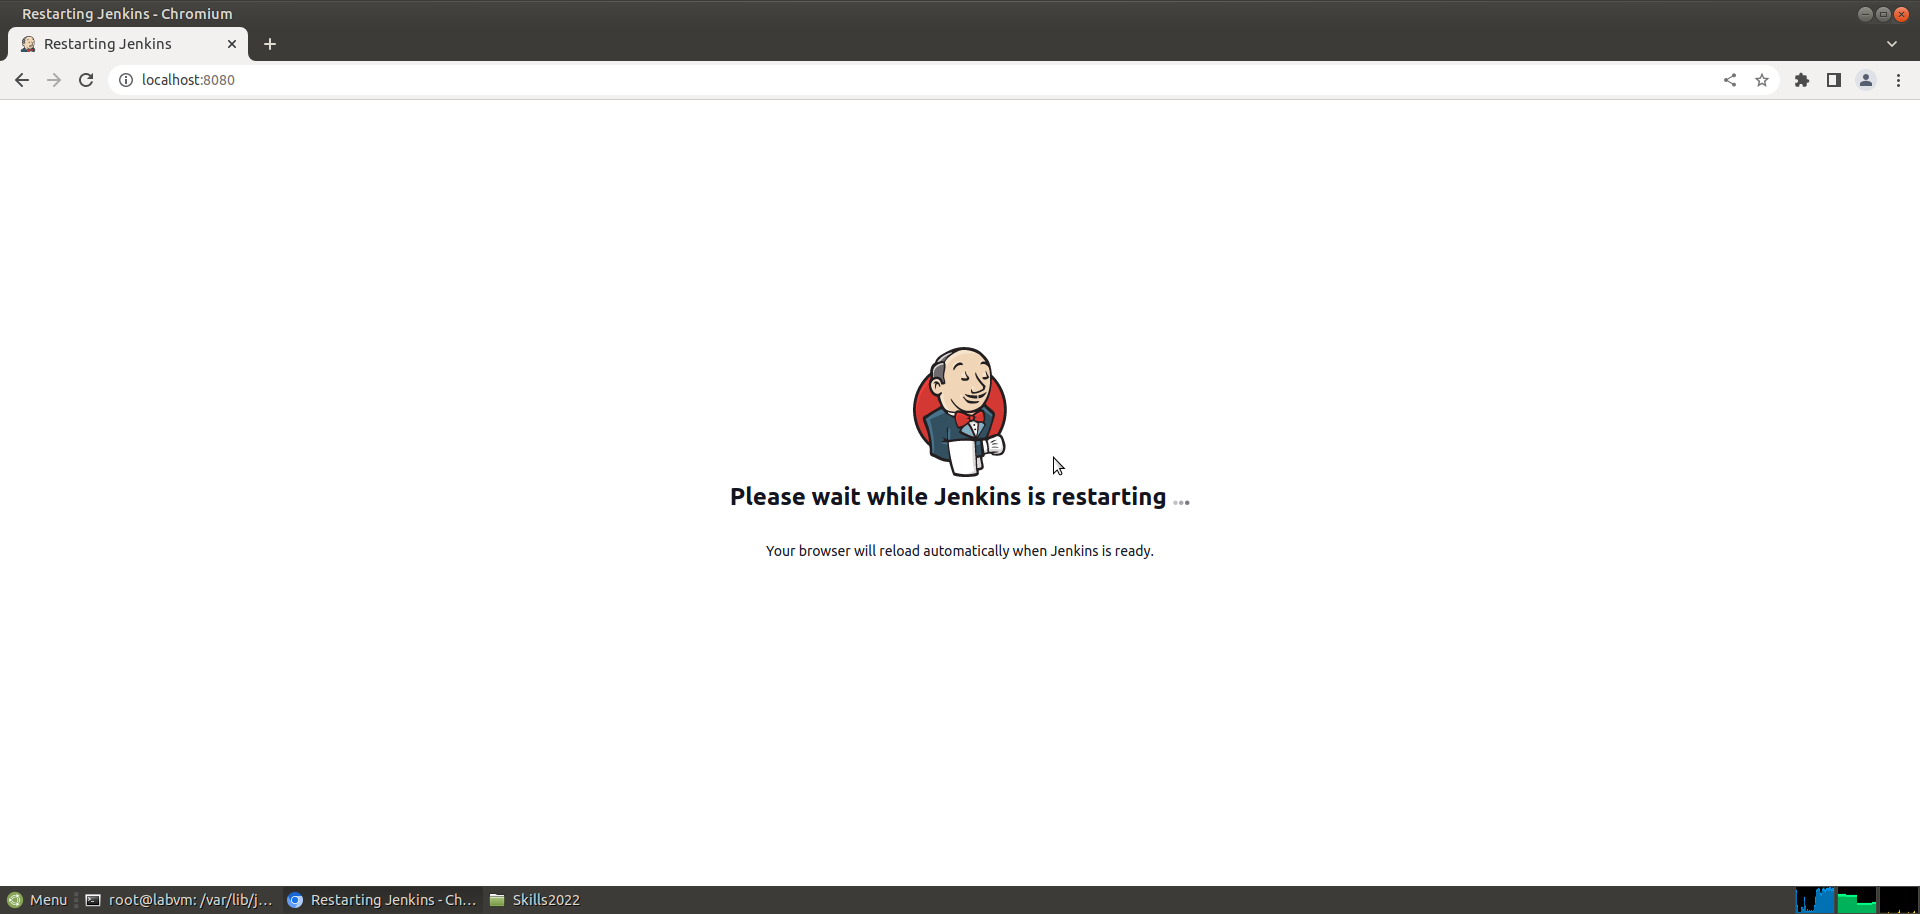 Restarting Jenkins - Chromium
Restarting Jenkins
localhost:8080
Please wait while Jenkins is restarting ...
Your browser will reload automatically when Jenkins is ready.
Menu
root@labvm: /var/lib/j...
Restarting Jenkins - Ch...
Skills2022